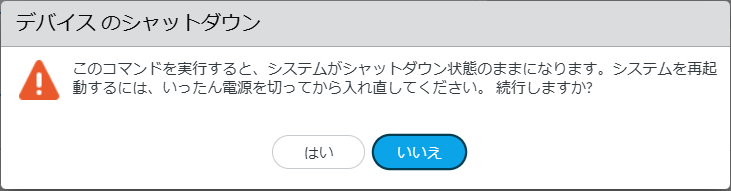 デバイス のシャットダウン
このコマンドを実行すると、システムがシャットダウン状態のままになります。システムを再起
動するには、いったん電源を切ってから入れ直してください。 続行しますか?
はい
いいえ